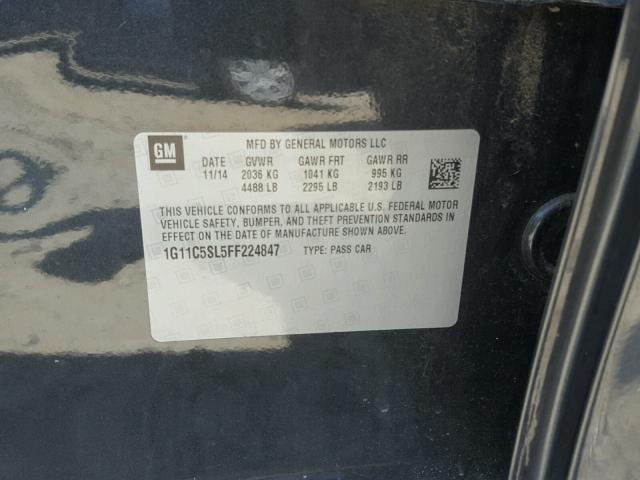 GM
MFD BY GENERAL MOTORS LLC
DATE GVWR GAWR FRT GAWR RR
11/14 2036 KG 1041 KG 995 KG
4488 LB 2295 LB 2193 LB
THIS VEHICLE CONFORMS TO ALL APPLICABLE U.S. FEDERAL MOTOR
VEHICLE SAFETY, BUMPER, AND THEFT PREVENTION STANDARDS IN
EFFECT ON THE DATE OF MANUFACTURE SHOWN ABOVE.
1G11C5SL5FF224847 TYPE: PASS CAR